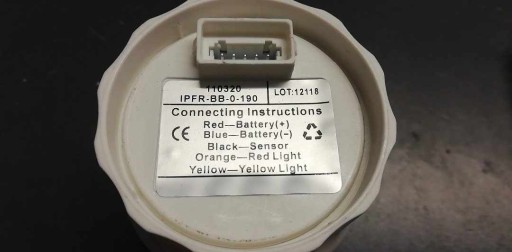 110320
IPFR-BB-0-190
LOT:12118
Connecting Instructions
Red—Battery(+)
Blue—Battery(−)
Black—Sensor
Orange—Red Light
Yellow—Yellow Light
CE